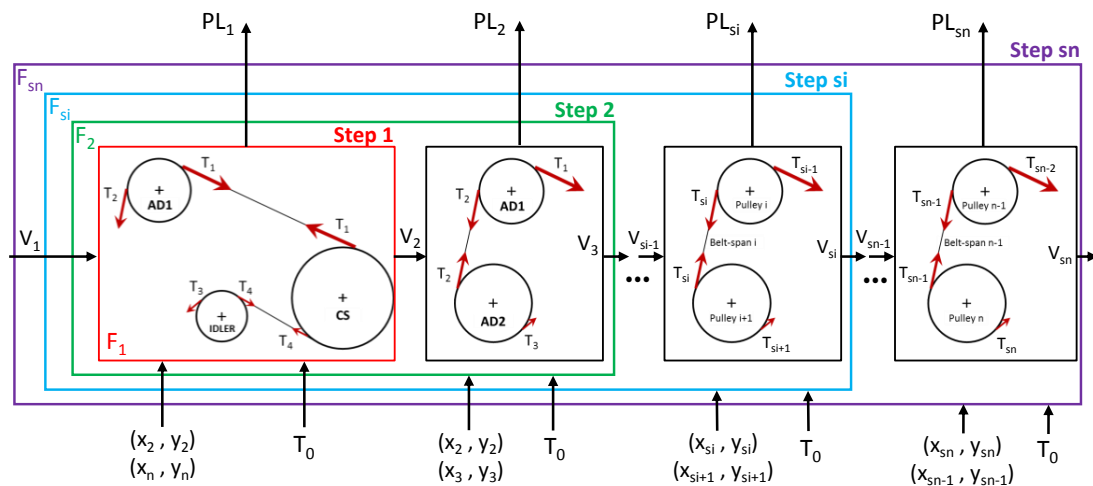 PL₁
PL₂
PLₛᵢ
PLₛₙ
Step sn
Fₛₙ
Step si
Fₛᵢ
Step 2
F₂
Step 1
T₁
T₂
+
AD1
T₁
T₃
T₄
+
IDLER
T₄
+
CS
F₁
V₁
V₂
T₁
T₂
+
AD1
T₂
+
AD2
T₃
V₃
•••
Vₛᵢ₋₁
Tₛᵢ₋₁
Tₛᵢ
+
Pulley i
Belt-span i
Tₛᵢ
+
Pulley i+1
Tₛᵢ₊₁
Vₛᵢ
•••
Vₛₙ₋₁
Tₛₙ₋₂
Tₛₙ₋₁
+
Pulley n-1
Belt-span n-1
Tₛₙ₋₁
+
Pulley n
Tₛₙ
Vₛₙ
(x₂ , y₂)
(xₙ , yₙ)
T₀
(x₂ , y₂)
(x₃ , y₃)
T₀
(xₛᵢ , yₛᵢ)
(xₛᵢ₊₁ , yₛᵢ₊₁)
T₀
(xₛₙ , yₛₙ)
(xₛₙ₋₁ , yₛₙ₋₁)
T₀